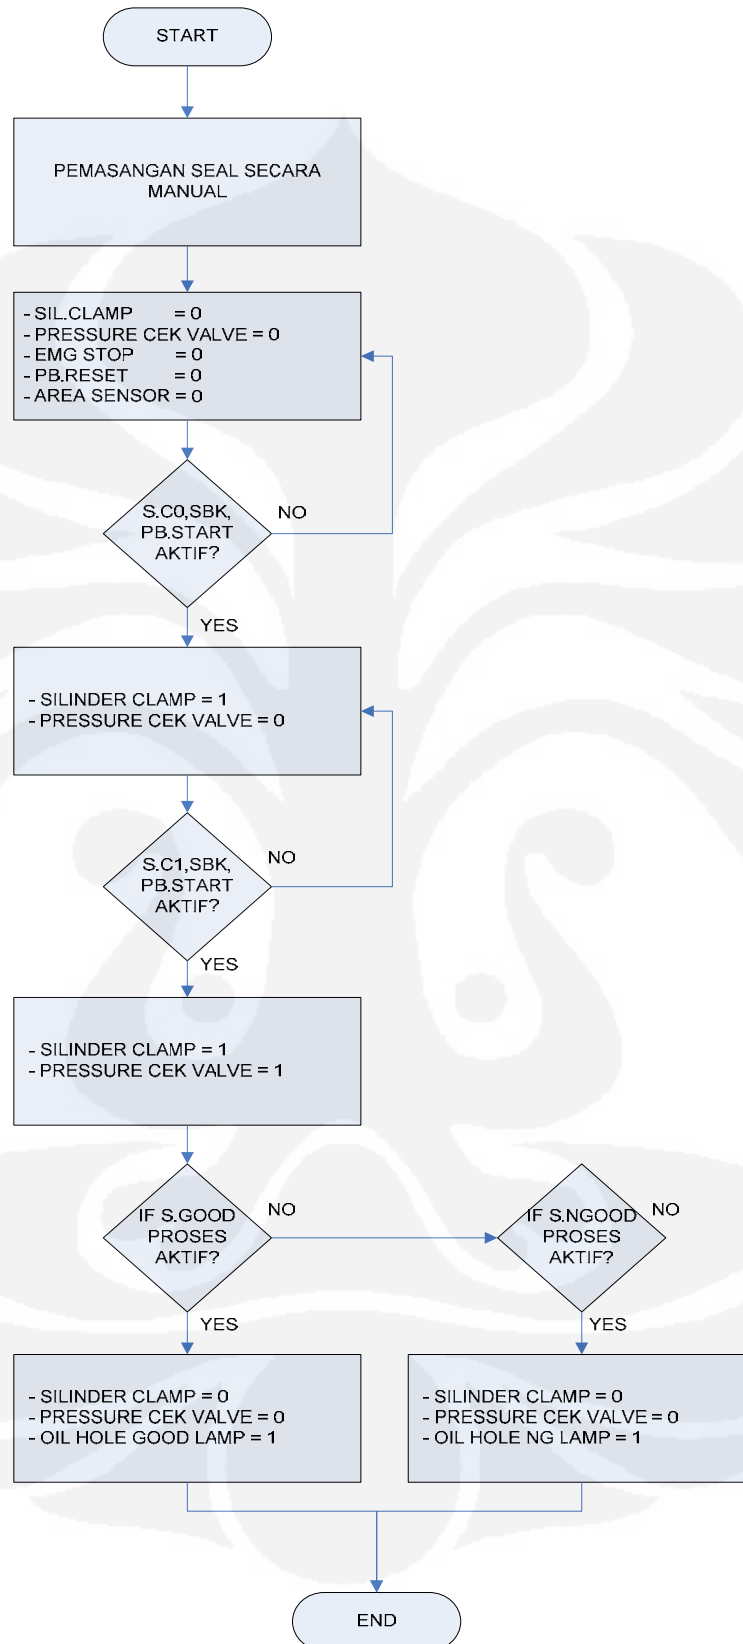 START
PEMASANGAN SEAL SECARA
MANUAL
- SIL.CLAMP = 0
- PRESSURE CEK VALVE = 0
- EMG STOP = 0
- PB.RESET = 0
- AREA SENSOR = 0
S.C0,SBK,
PB.START
AKTIF?
NO
YES
- SILINDER CLAMP = 1
- PRESSURE CEK VALVE = 0
S.C1,SBK,
PB.START
AKTIF?
NO
YES
- SILINDER CLAMP = 1
- PRESSURE CEK VALVE = 1
IF S.GOOD
PROSES
AKTIF?
NO
YES
IF S.NGOOD
PROSES
AKTIF?
NO
YES
- SILINDER CLAMP = 0
- PRESSURE CEK VALVE = 0
- OIL HOLE GOOD LAMP = 1
- SILINDER CLAMP = 0
- PRESSURE CEK VALVE = 0
- OIL HOLE NG LAMP = 1
END